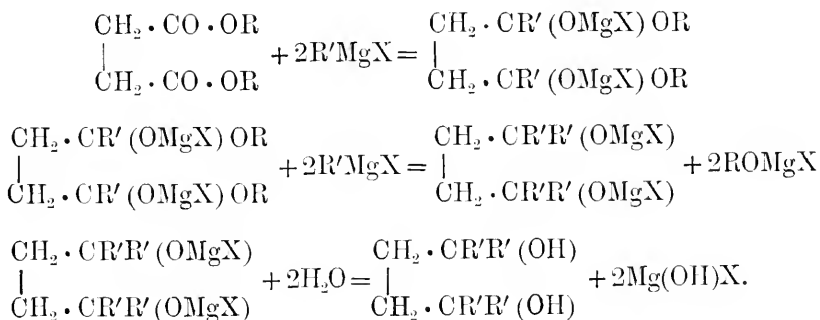 CH₂ · CO · OR CH₂ · CR′ (OMgX) OR
| +2R′MgX= |
CH₂ · CO · OR CH₂ · CR′ (OMgX) OR
CH₂ · CR′ (OMgX) OR CH₂ · CR′R′ (OMgX)
| +2R′MgX= | +2ROMgX
CH₂ · CR′ (OMgX) OR CH₂ · CR′R′ (OMgX)
CH₂ · CR′R′ (OMgX) CH₂ · CR′R′ (OH)
| +2H₂O= | +2Mg(OH)X.
CH₂ · CR′R′ (OMgX) CH₂ · CR′R′ (OH)